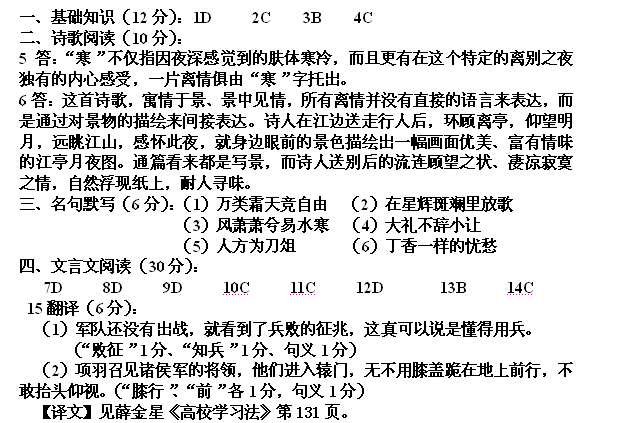 一、基础知识（12分）：1D 2C 3B 4C
二、诗歌阅读（10分）：
5 答：“寒”不仅指因夜深感觉到的肤体寒冷，而且更有在这个特定的离别之夜
独有的内心感受，一片离情俱由“寒”字托出。
6答：这首诗歌，寓情于景、景中见情，所有离情并没有直接的语言来表达，而
是通过对景物的描绘来间接表达。诗人在江边送走行人后，环顾离亭，仰望明
月，远眺江山，感怀此夜，就身边眼前的景色描绘出一幅画面优美、富有情味
的江亭月夜图。通篇看来都是写景，而诗人送别后的流连顾望之状、凄凉寂寞
之情，自然浮现纸上，耐人寻味。
三、名句默写（6分）：（1）万类霜天竞自由 （2）在星辉斑斓里放歌
（3）风萧萧兮易水寒 （4）大礼不辞小让
（5）人方为刀俎 （6）丁香一样的忧愁
四、文言文阅读（30分）：
7D 8D 9D 10C 11C 12D 13B 14C
15翻译（6分）：
（1）军队还没有出战，就看到了兵败的征兆，这真可以说是懂得用兵。
（“败征”1分、“知兵”1分、句义1分）
（2）项羽召见诸侯军的将领，他们进入辕门，无不用膝盖跪在地上前行，不
敢抬头仰视。（“膝行”、“前”各1分，句义1分）
【译文】见薛金星《高校学习法》第131页。